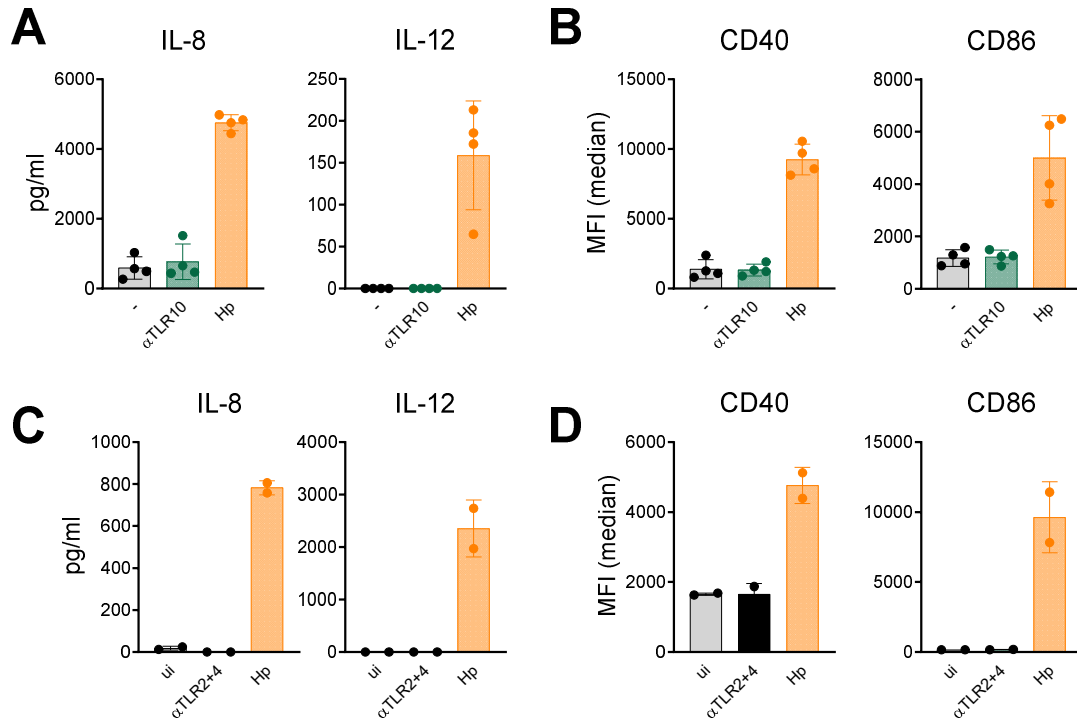 A
IL-8
IL-12
B
CD40
CD86
pg/ml
6000
4000
2000
0
-
αTLR10
Hp
250
200
150
100
50
0
-
αTLR10
Hp
MFI (median)
15000
10000
5000
0
-
αTLR10
Hp
8000
6000
4000
2000
0
-
αTLR10
Hp
C
IL-8
IL-12
D
CD40
CD86
pg/ml
1000
800
600
400
200
0
ui
αTLR2+4
Hp
4000
3000
2000
1000
0
ui
αTLR2+4
Hp
MFI (median)
6000
4000
2000
0
ui
αTLR2+4
Hp
15000
10000
5000
0
ui
αTLR2+4
Hp